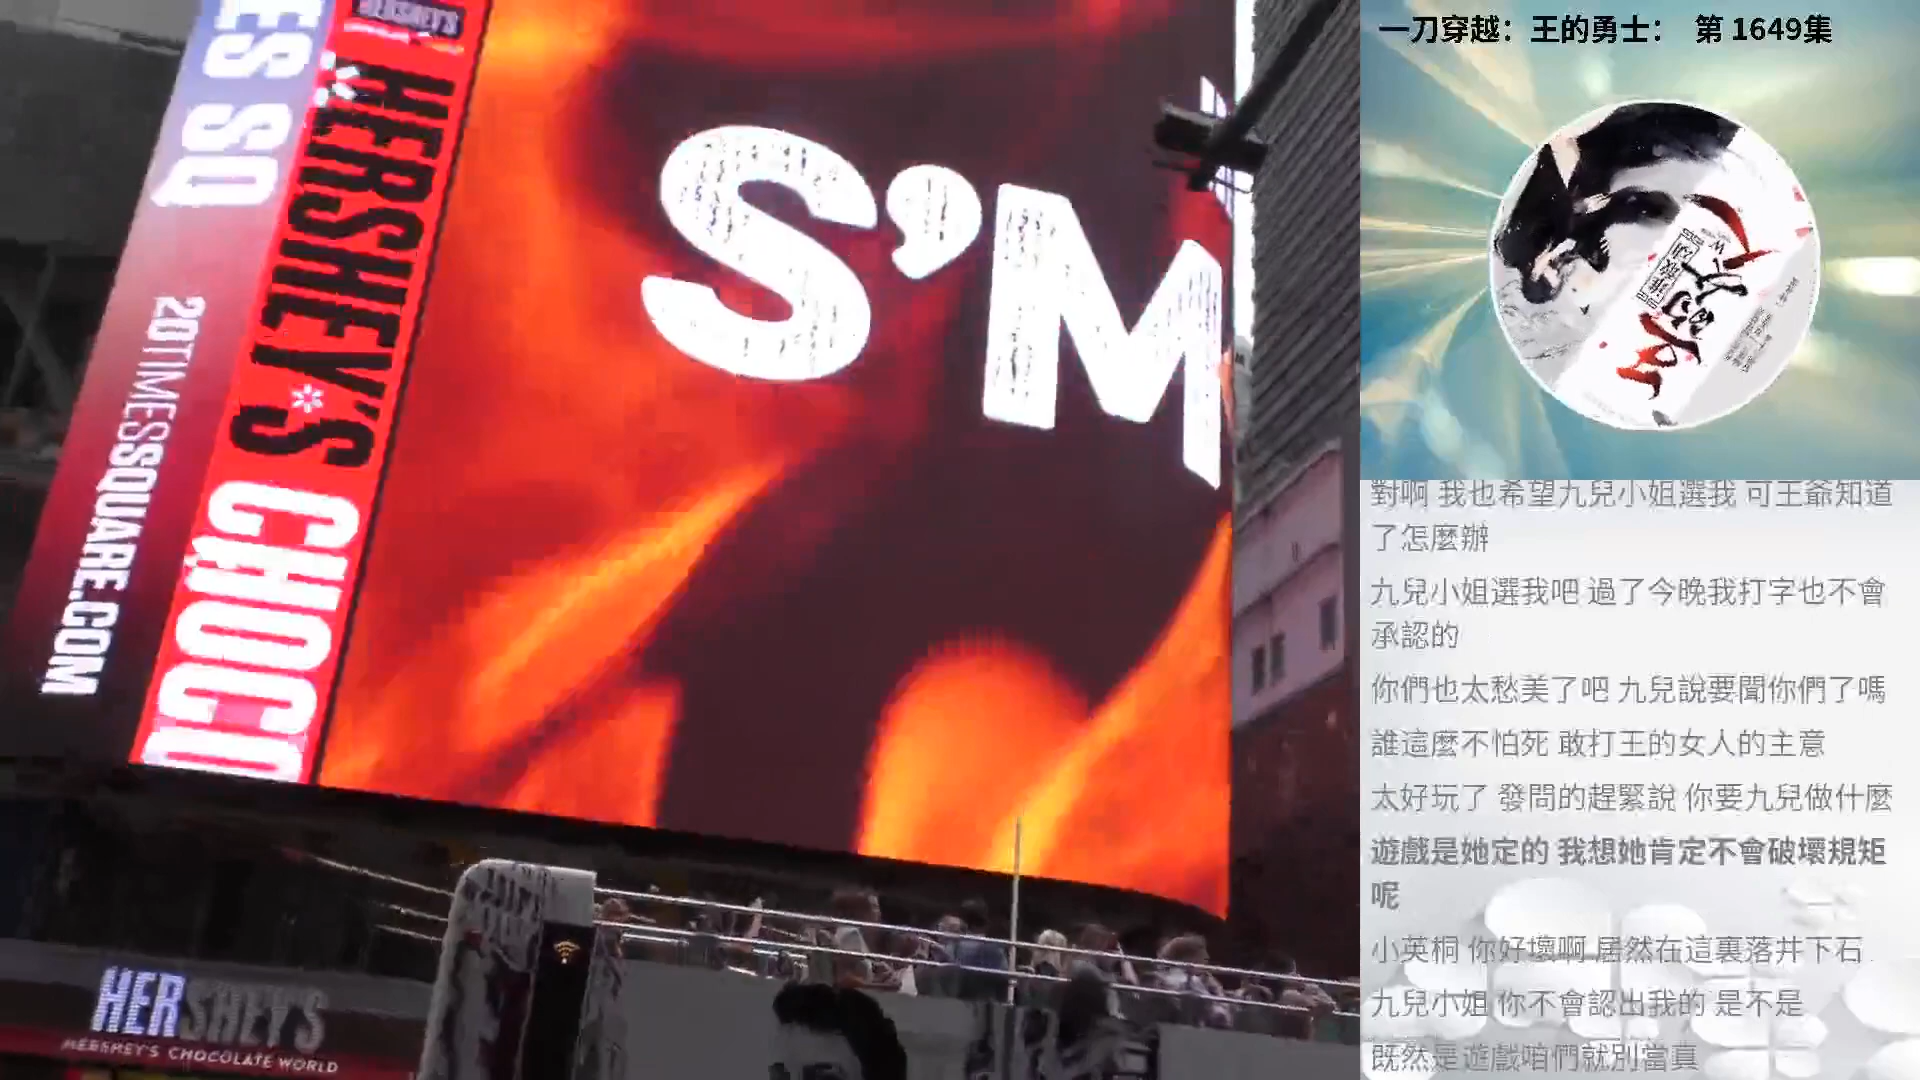 ES SQ
20TIMESSQUARE.COM
HERSHEY'S
HERSHEY'S CHOCO
S'M
HERSHEY'S
HERSHEY'S CHOCOLATE WORLD
一刀穿越：王的勇士： 第 1649集
對啊 我也希望九兒小姐選我 可王爺知道
了怎麼辦
九兒小姐選我吧 過了今晚我打字也不會
承認的
你們也太愁美了吧 九兒說要聞你們了嗎
誰這麼不怕死 敢打王的女人的主意
太好玩了 發問的趕緊說 你要九兒做什麼
遊戲是她定的 我想她肯定不會破壞規矩
呢
小英桐 你好壞啊 居然在這裏落井下石
九兒小姐 你不會認出我的 是不是
既然是遊戲咱們就別當真